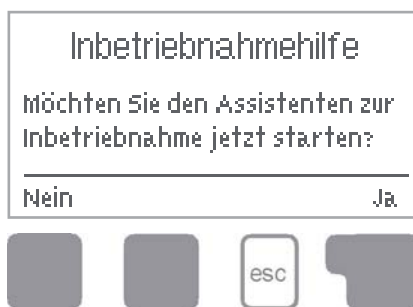 Inbetriebnahmehilfe
Möchten Sie den Assistenten zur
Inbetriebnahme jetzt starten?
Nein Ja
esc